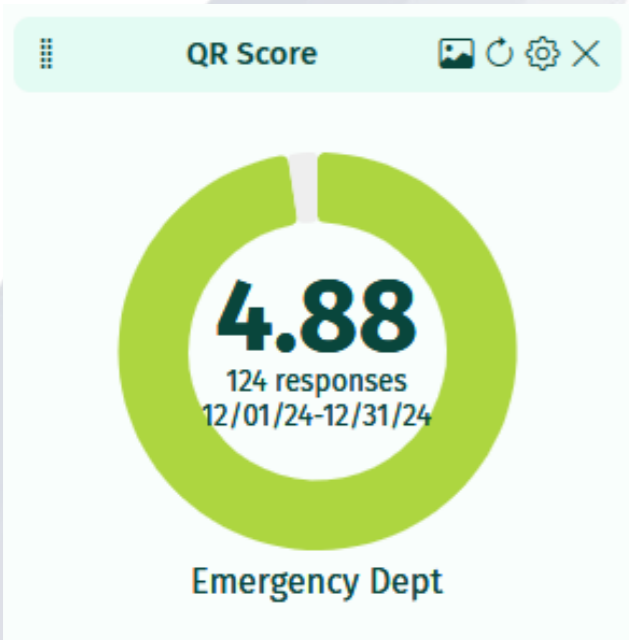 QR Score
4.88
124 responses
12/01/24-12/31/24
Emergency Dept